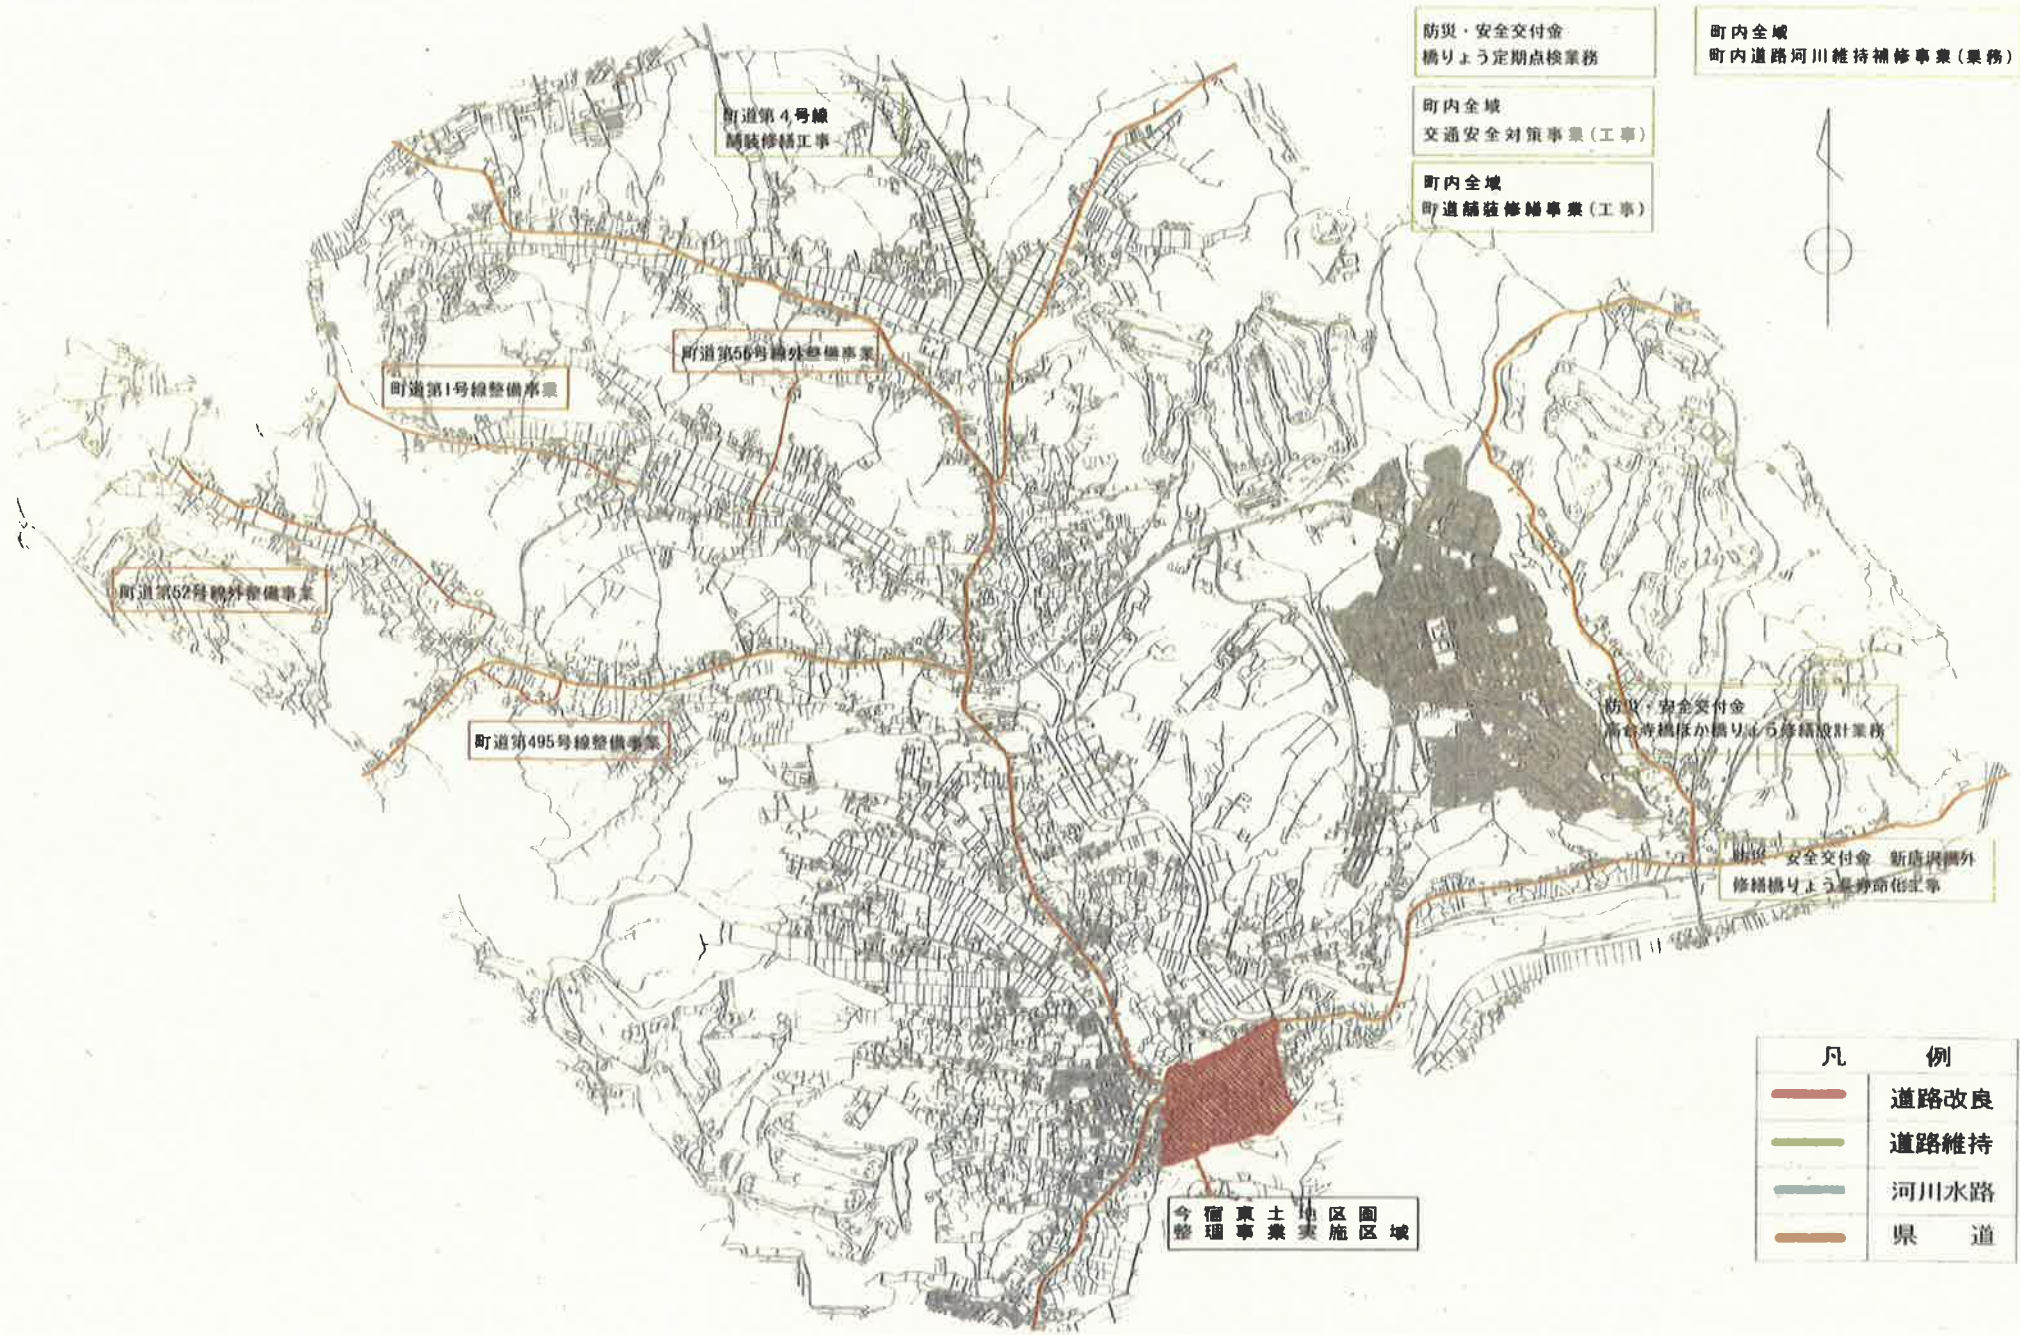 防災・安全交付金
橋りょう定期点検業務
町内全域
町内道路河川維持補修事業(業務)
町内全域
交通安全対策事業(工事)
町内全域
町道舗装修繕事業(工事)
町道第4号線
舗装修繕工事
町道第56号線外整備事業
町道第1号線整備事業
町道第52号線外整備事業
町道第495号線整備事業
防災・安全交付金
高合寺橋ほか橋りょう修繕設計業務
防災 安全交付金
修繕橋りょう長寿命化工事
今宿東土地区画
整理事業実施区域
凡例
道路改良
道路維持
河川水路
県道